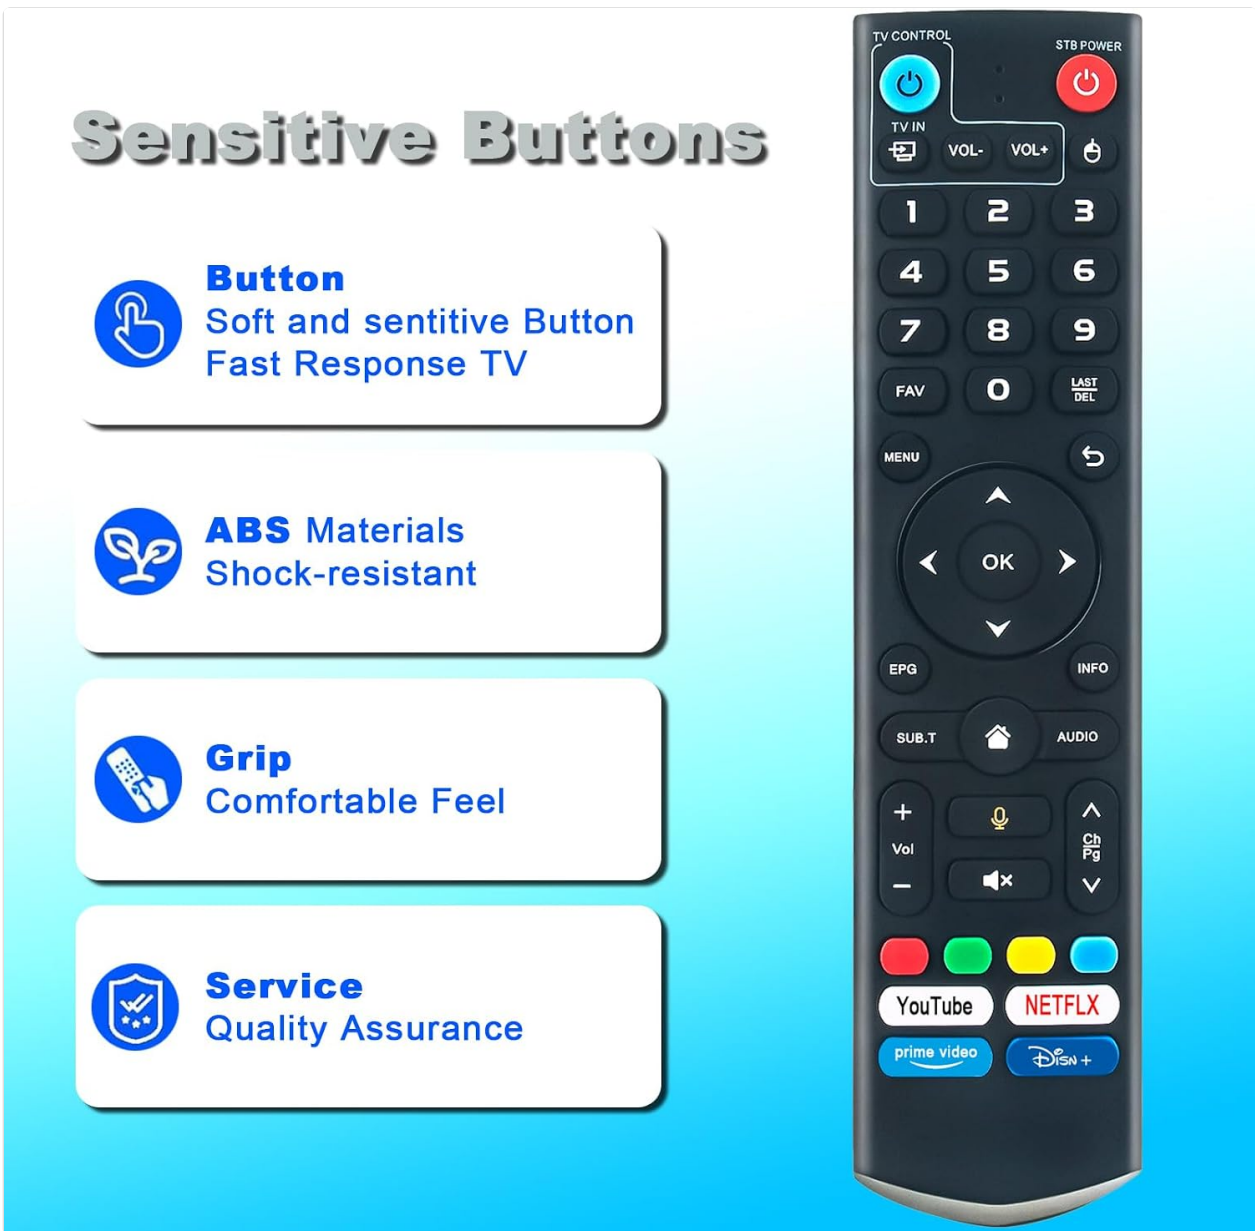 Sensitive Buttons
Button
Soft and sentitive Button
Fast Response TV
ABS Materials
Shock-resistant
Grip
Comfortable Feel
Service
Quality Assurance
TV CONTROL
STB POWER
TV IN
VOL- VOL+
1 2 3
4 5 6
7 8 9
FAV 0 LAST
DEL
MENU
OK
EPG INFO
SUB.T AUDIO
+
Vol
−
Ch
Pg
YouTube NETFLX
prime video DISN +